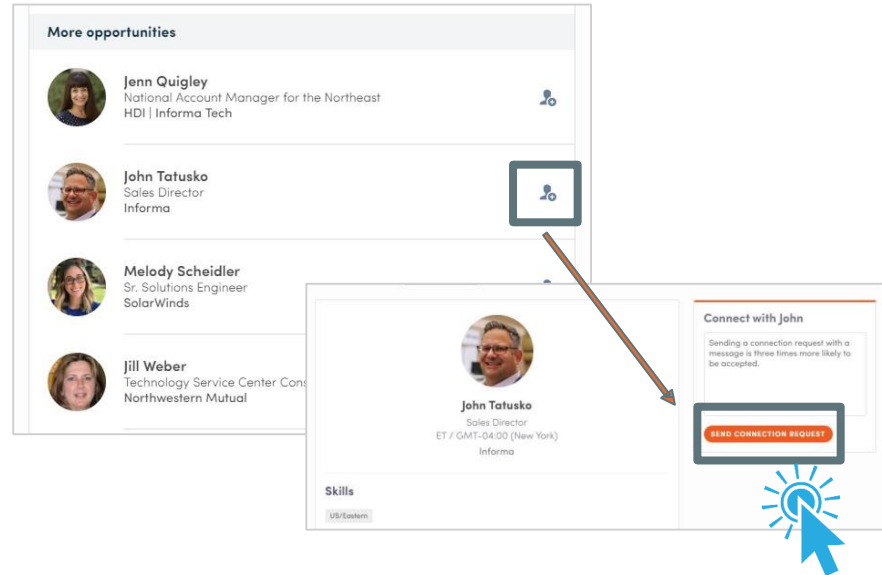 More opportunities
Jenn Quigley
National Account Manager for the Northeast
HDI | Informa Tech
John Tatusko
Sales Director
Informa
Melody Scheidler
Sr. Solutions Engineer
SolarWinds
Jill Weber
Technology Service Center
Northwestern Mutual
John Tatusko
Sales Director
ET / GMT-04:00 (New York)
Informa
Skills
US/Eastern
Connect with John
Sending a connection request with a
message is three times more likely to
be accepted.
SEND CONNECTION REQUEST